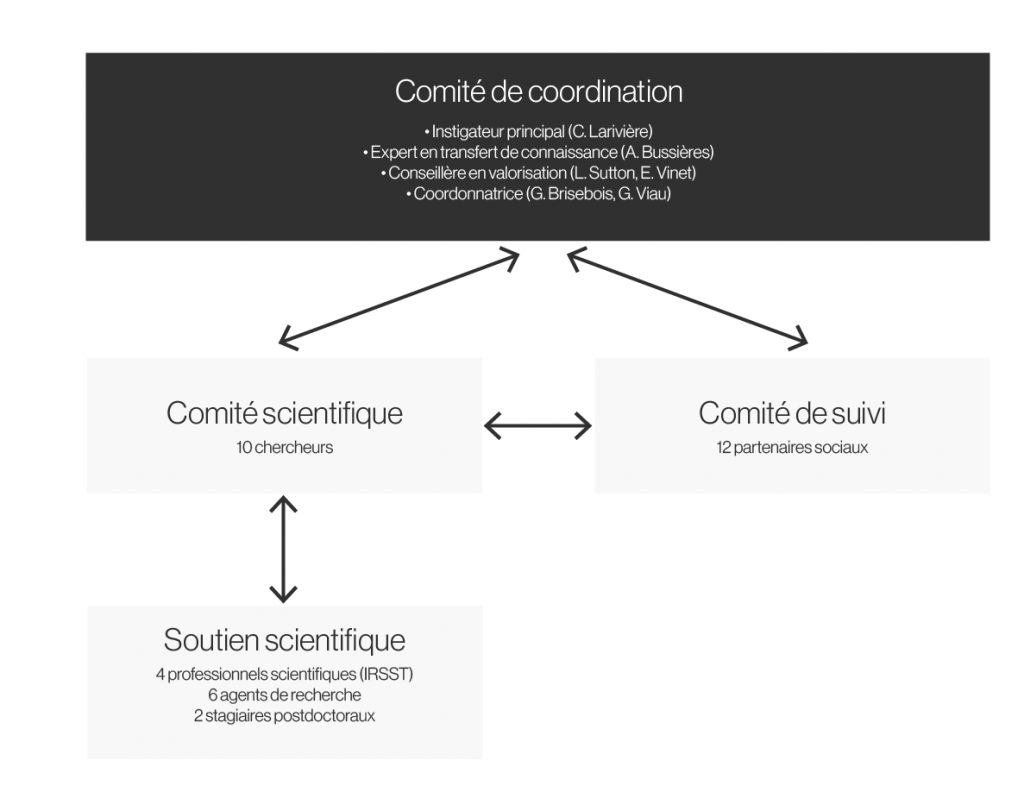 Comité de coordination
• Instigateur principal (C. Larivière)
• Expert en transfert de connaissance (A. Bussières)
• Conseillère en valorisation (L. Sutton, E. Vinet)
• Coordonnatrice (G. Brisebois, G. Viau)
Comité scientifique
10 chercheurs
Comité de suivi
12 partenaires sociaux
Soutien scientifique
4 professionnels scientifiques (IRSST)
6 agents de recherche
2 stagiaires postdoctoraux